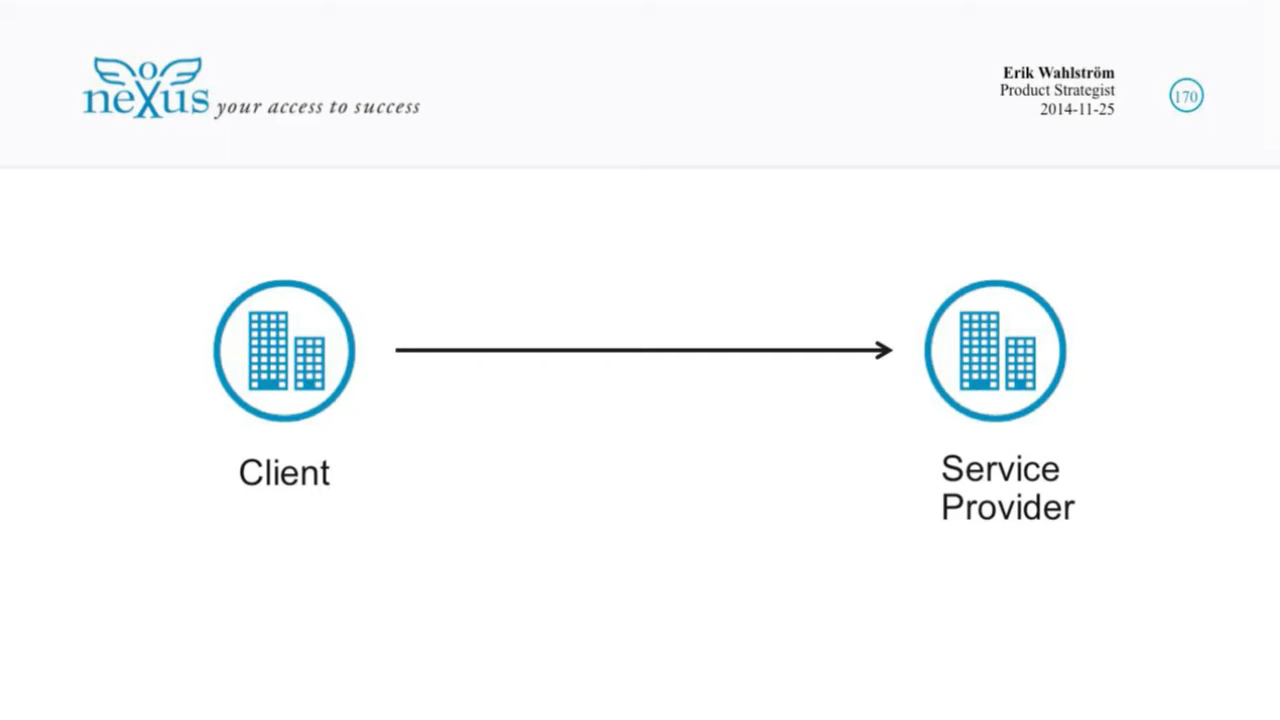 neXus your access to success
Erik Wahlström
Product Strategist
2014-11-25
170
Client
Service
Provider